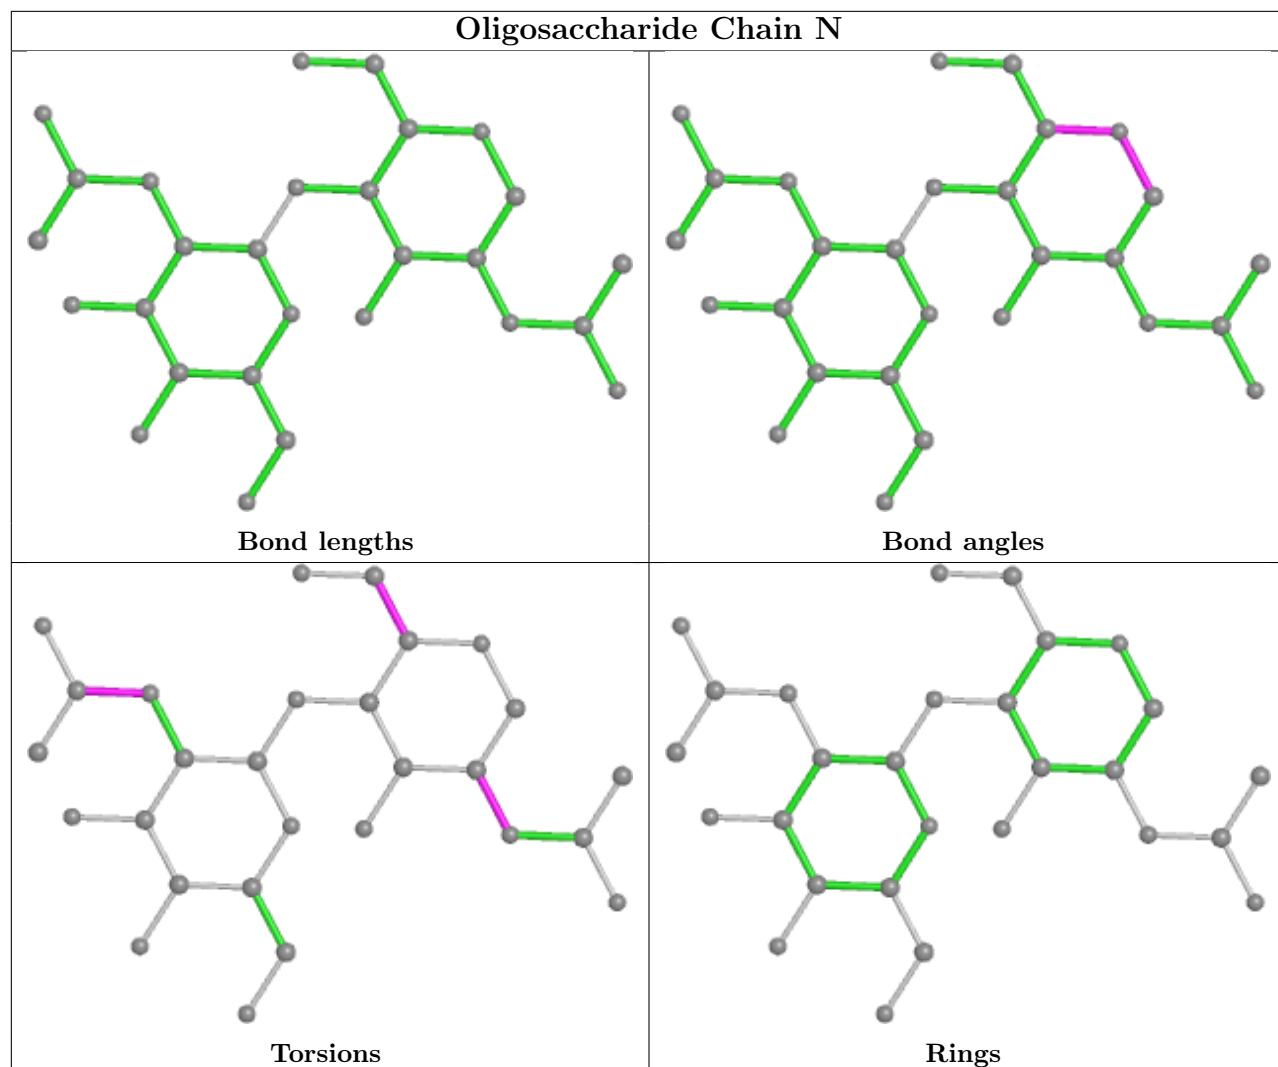 Oligosaccharide Chain N
Bond lengths
Bond angles
Torsions
Rings